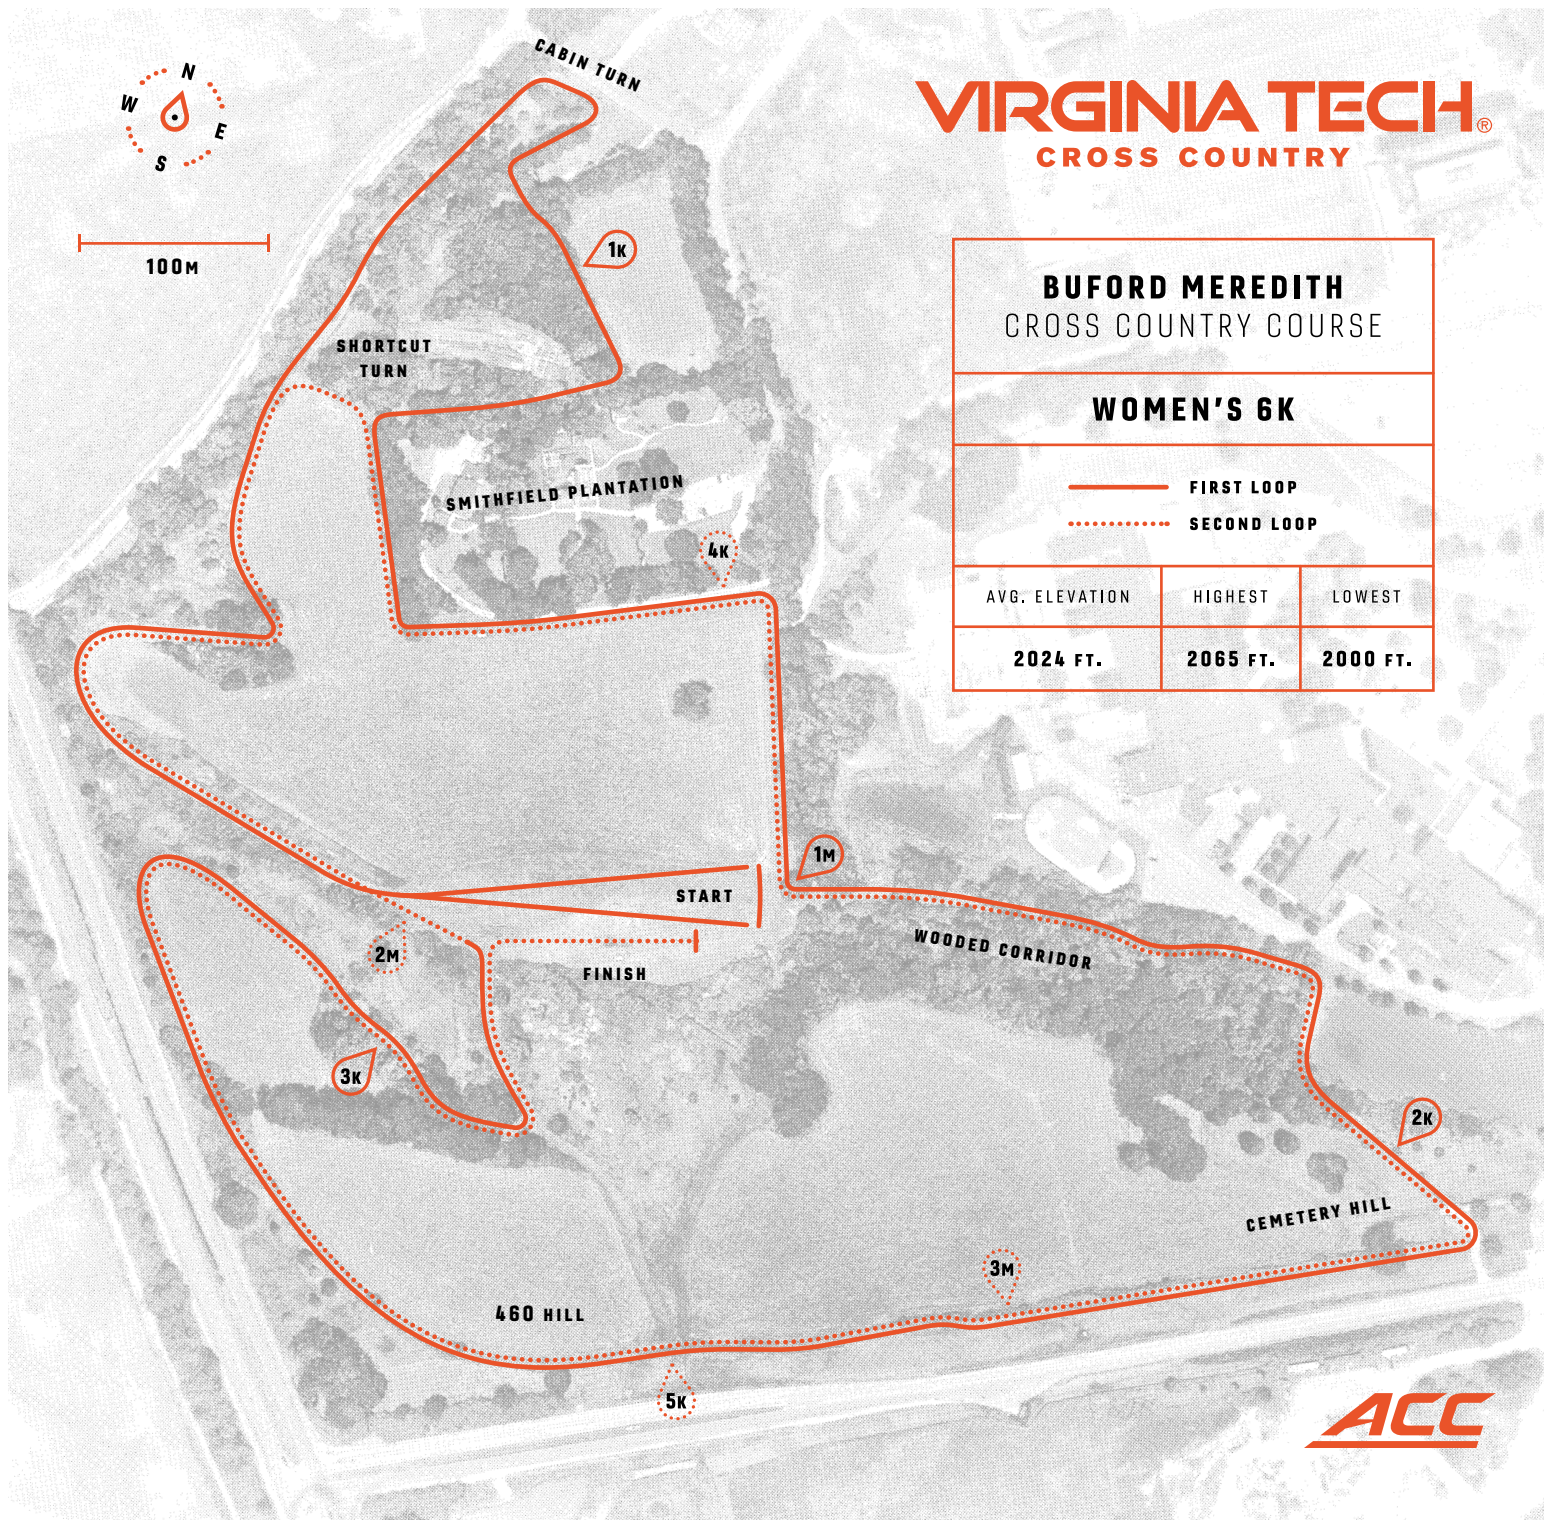 CABIN TURN
N
W
E
S
100M
VIRGINIA TECH®
CROSS COUNTRY
1K
BUFORD MEREDITH
CROSS COUNTRY COURSE
WOMEN'S 6K
FIRST LOOP
SECOND LOOP
AVG. ELEVATION HIGHEST LOWEST
2024 FT. 2065 FT. 2000 FT.
SHORTCUT
TURN
SMITHFIELD PLANTATION
4K
1M
START
2M
FINISH
WOODED CORRIDOR
3K
2K
CEMETERY HILL
3M
460 HILL
5K
ACC